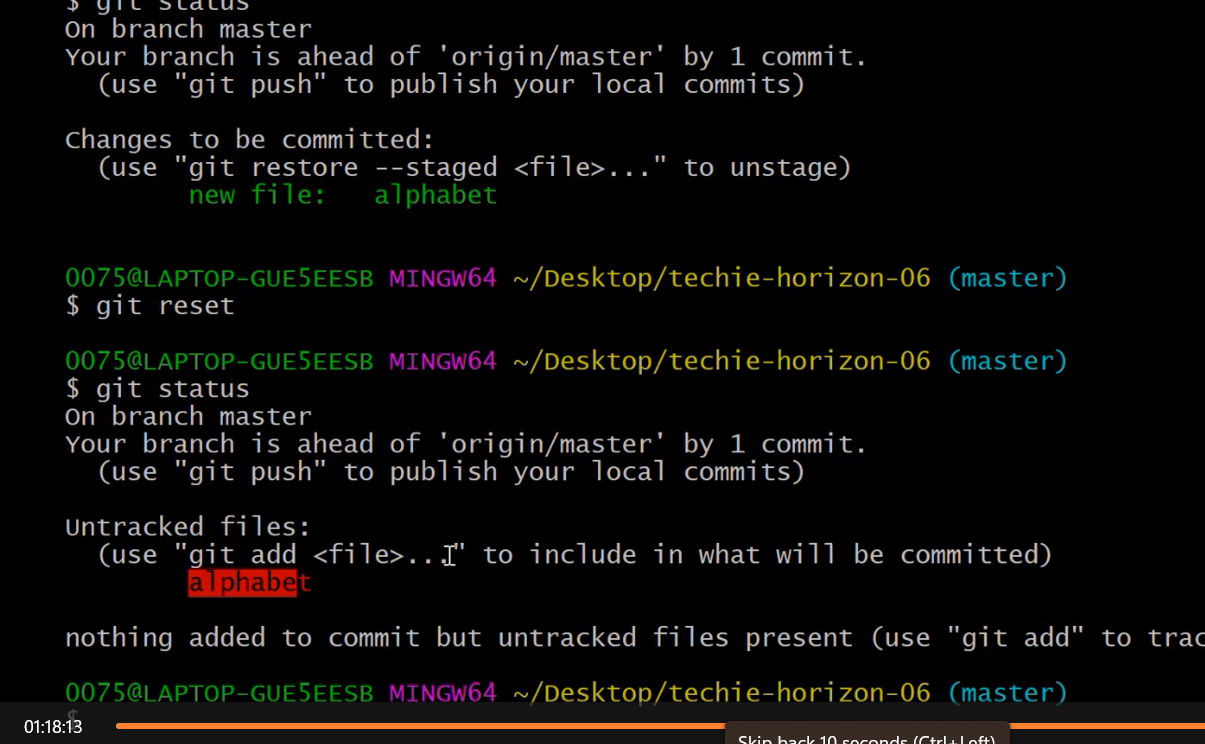 $ git status
On branch master
Your branch is ahead of 'origin/master' by 1 commit.
(use "git push" to publish your local commits)
Changes to be committed:
(use "git restore --staged <file>..." to unstage)
new file: alphabet
0075@LAPTOP-GUE5EESB MINGW64 ~/Desktop/techie-horizon-06 (master)
$ git reset
0075@LAPTOP-GUE5EESB MINGW64 ~/Desktop/techie-horizon-06 (master)
$ git status
On branch master
Your branch is ahead of 'origin/master' by 1 commit.
(use "git push" to publish your local commits)
Untracked files:
(use "git add <file>..." to include in what will be committed)
alphabet
nothing added to commit but untracked files present (use "git add" to trac
0075@LAPTOP-GUE5EESB MINGW64 ~/Desktop/techie-horizon-06 (master)
$
01:18:13
Skip back 10 seconds (Ctrl+Left)